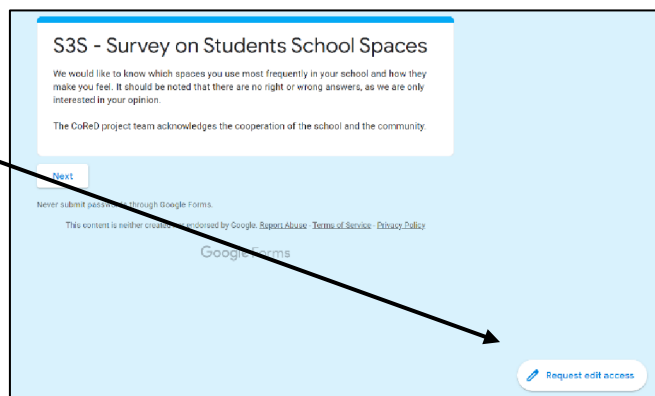 S3S - Survey on Students School Spaces
We would like to know which spaces you use most frequently in your school and how they
make you feel. It should be noted that there are no right or wrong answers, as we are only
interested in your opinion.
The CoReD project team acknowledges the cooperation of the school and the community.
Next
Never submit passwords through Google Forms.
This content is neither created nor endorsed by Google. Report Abuse - Terms of Service - Privacy Policy
Google Forms
Request edit access